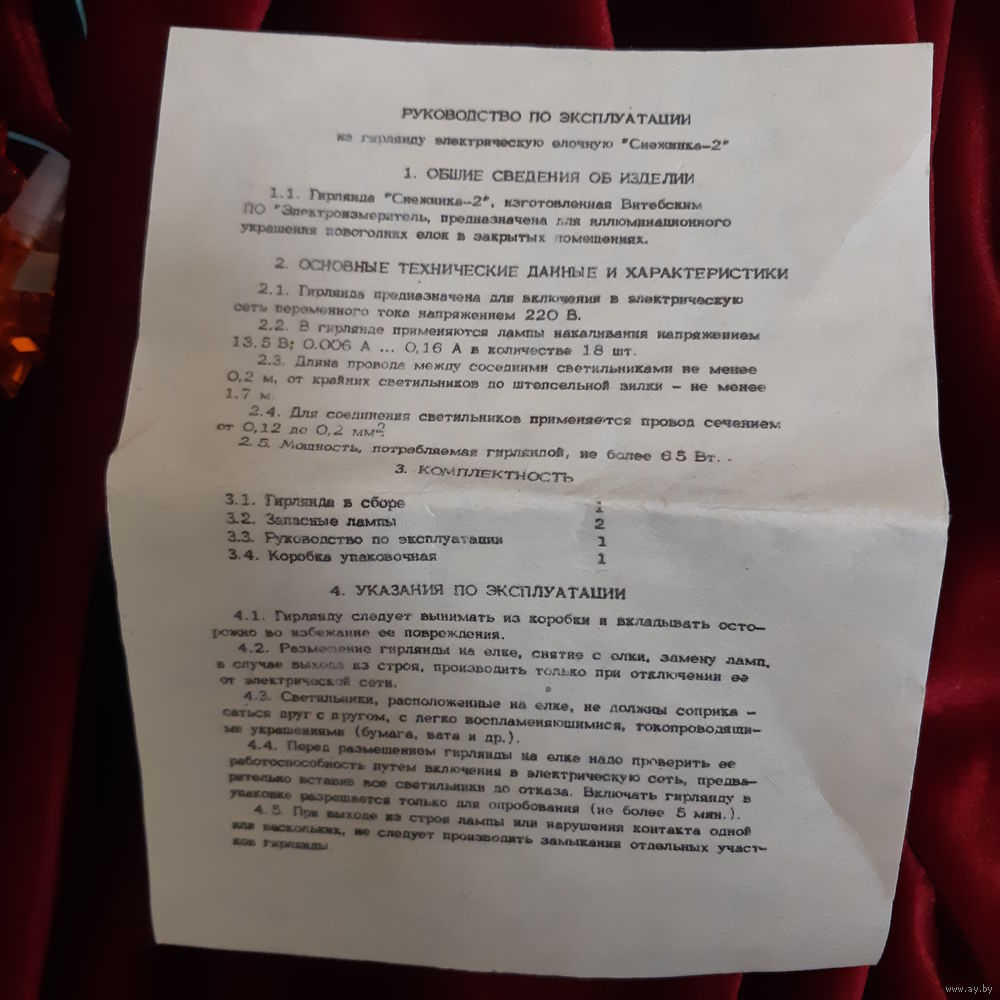 РУКОВОДСТВО ПО ЭКСПЛУАТАЦИИ
на гирлянду электрическую елочную "Снежинка-2"
1. ОБЩИЕ СВЕДЕНИЯ ОБ ИЗДЕЛИИ
1.1. Гирлянда "Снежинка-2", изготовленная Витебским
ПО "Электроизмеритель, предназначена для иллюминационного
украшения новогодних елок в закрытых помещениях.
2. ОСНОВНЫЕ ТЕХНИЧЕСКИЕ ДАННЫЕ И ХАРАКТЕРИСТИКИ
2.1. Гирлянда предназначена для включения в электрическую
сеть переменного тока напряжением 220 В.
2.2. В гирлянде применяются лампы накаливания напряжением
13.5 В; 0.006 А ... 0,16 А в количестве 18 шт.
2.3. Длина провода между соседними светильниками не менее
0,2 м, от крайних светильников до штепсельной вилки - не менее
1.7 м.
2.4. Для соединения светильников применяется провод сечением
от 0,12 до 0,2 мм²;
2.5. Мощность, потребляемая гирляндой, не более 65 Вт.
3. КОМПЛЕКТНОСТЬ
3.1. Гирлянда в сборе 1
3.2. Запасные лампы 2
3.3. Руководство по эксплуатации 1
3.4. Коробка упаковочная 1
4. УКАЗАНИЯ ПО ЭКСПЛУАТАЦИИ
4.1. Гирлянду следует вынимать из коробки и вкладывать осто-
рожно во избежание ее повреждения.
4.2. Размещение гирлянды на елке, снятие с елки, замену ламп,
в случае выхода из строя, производить только при отключении ее
от электрической сети.
4.3. Светильники, расположенные на елке, не должны соприка -
саться друг с другом, с легко воспламеняющимися, токопроводящи-
ми украшениями (бумага, вата и др.).
4.4. Перед размещением гирлянды на елке надо проверить ее
работоспособность путем включения в электрическую сеть, предва-
рительно вставив все светильники до отказа. Включать гирлянду в
упаковке разрешается только для опробования (не более 5 мин.).
4.5. При выходе из строя лампы или нарушения контакта одной
или нескольких, не следует производить замыкания отдельных участ-
ков гирлянды.
www.ay.by